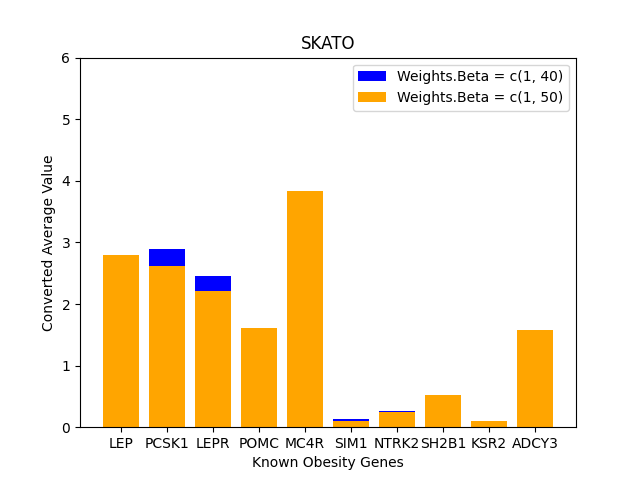 SKATO
Weights.Beta = c(1, 40)
Weights.Beta = c(1, 50)
Converted Average Value
6
5
4
3
2
1
0
LEP PCSK1 LEPR POMC MC4R SIM1 NTRK2 SH2B1 KSR2 ADCY3
Known Obesity Genes